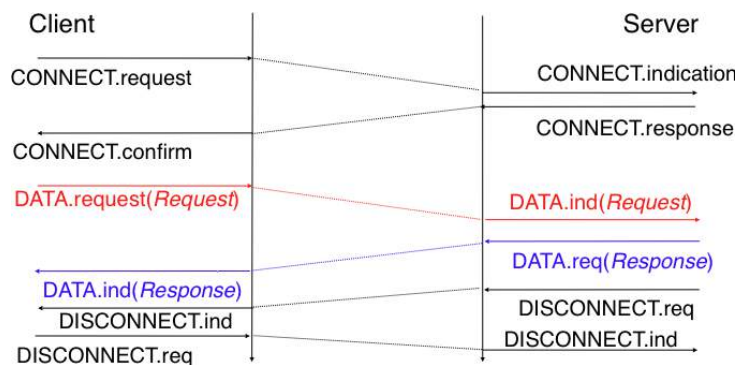 Client
Server
CONNECT.request
CONNECT.indication
CONNECT.response
CONNECT.confirm
DATA.request(Request)
DATA.ind(Request)
DATA.req(Response)
DATA.ind(Response)
DISCONNECT.req
DISCONNECT.ind
DISCONNECT.ind
DISCONNECT.req